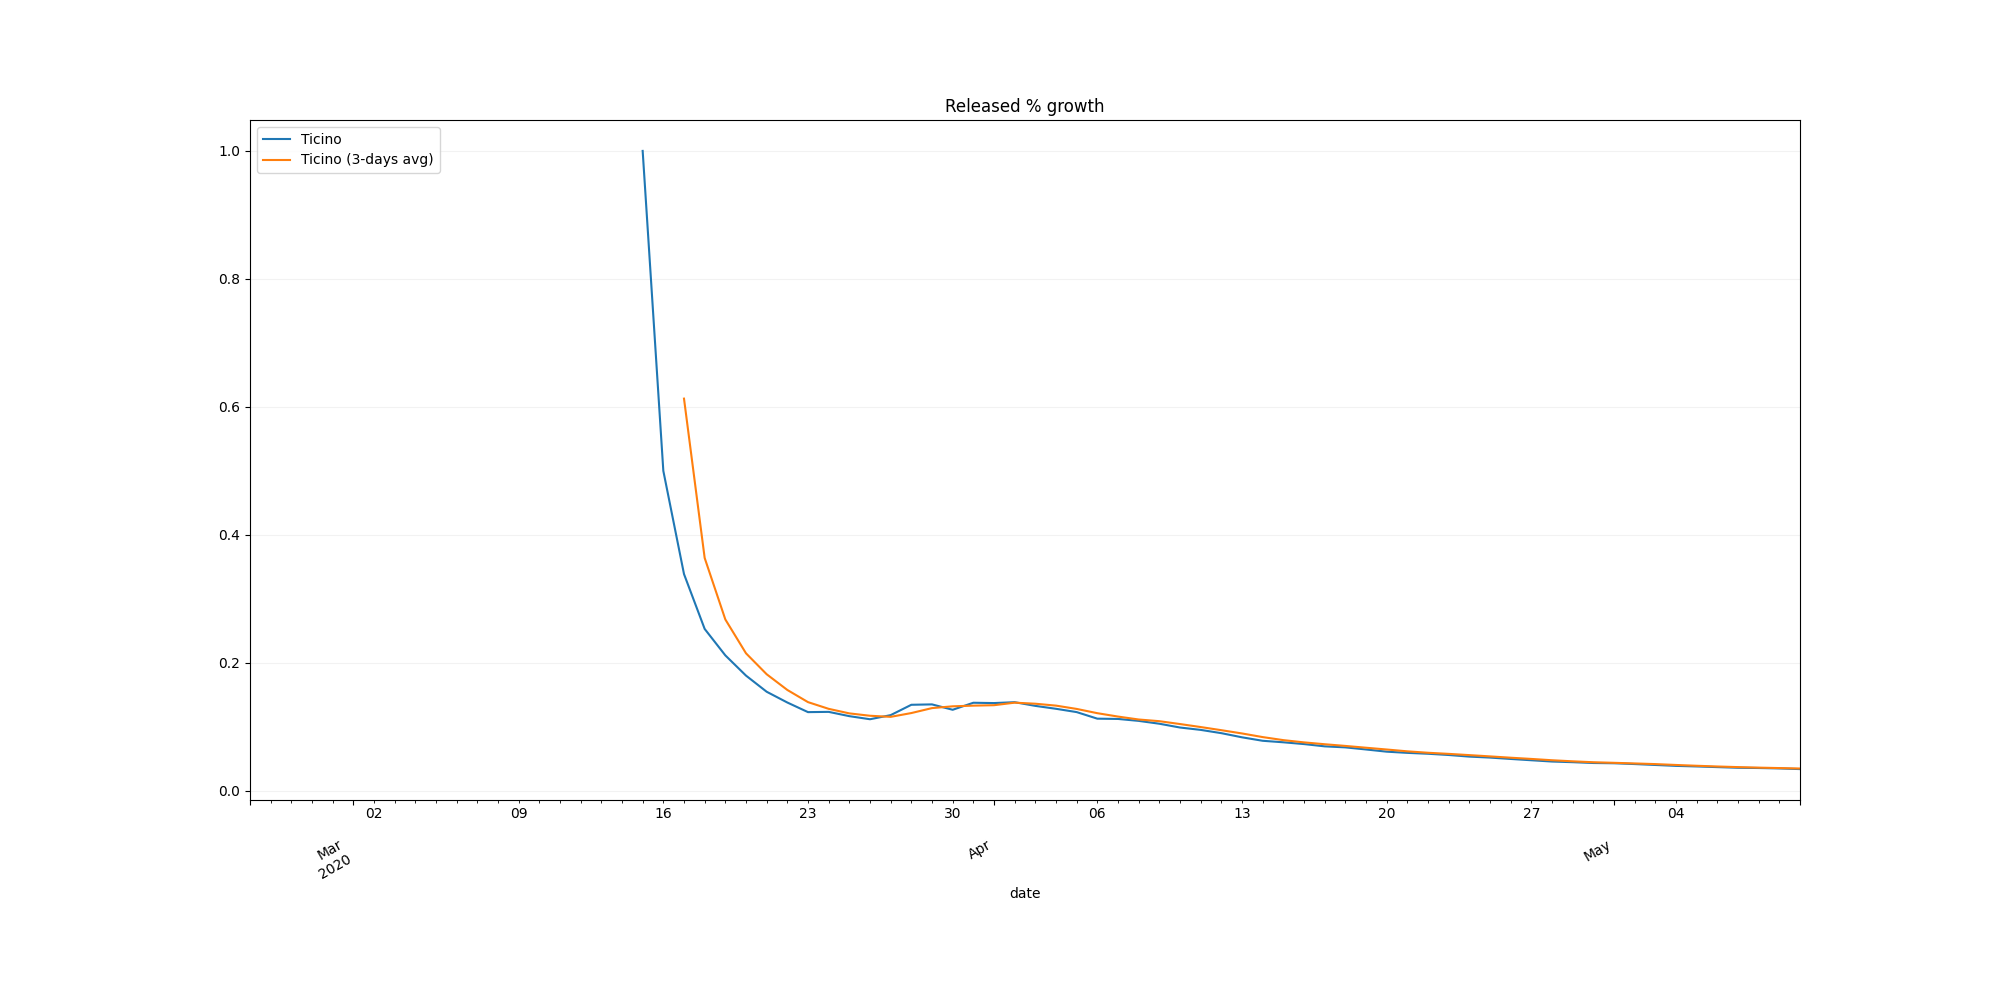 Released % growth
Ticino
Ticino (3-days avg)
1.0
0.8
0.6
0.4
0.2
0.0
02 09 16 23 30 06 13 20 27 04
Mar Apr May
2020
date